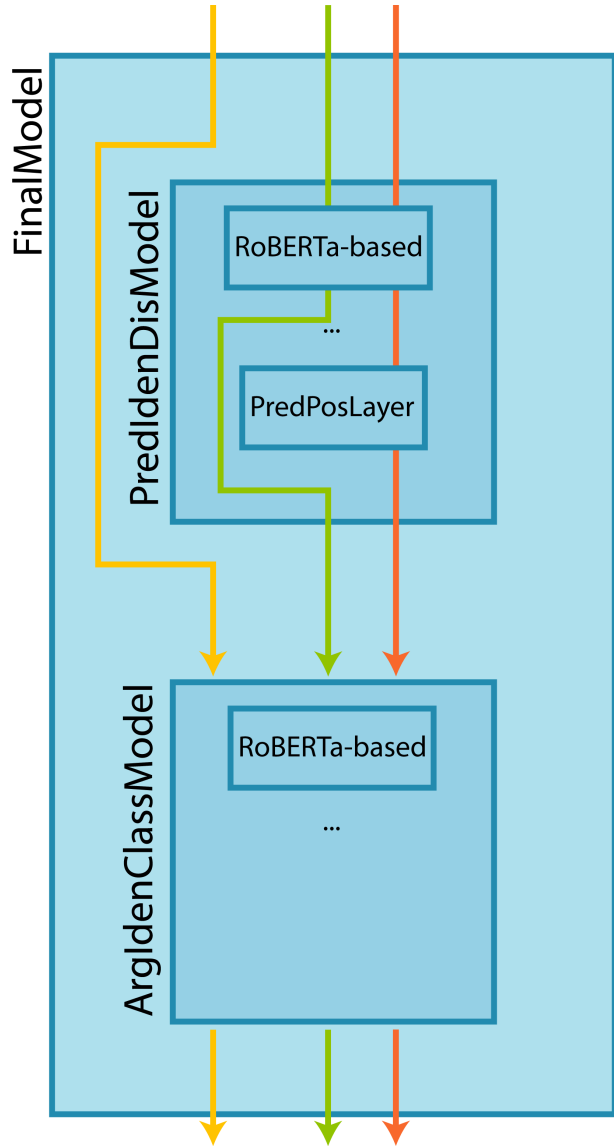 FinalModel
PredIdenDisModel
RoBERTa-based
...
PredPosLayer
ArgIdenClassModel
RoBERTa-based
...